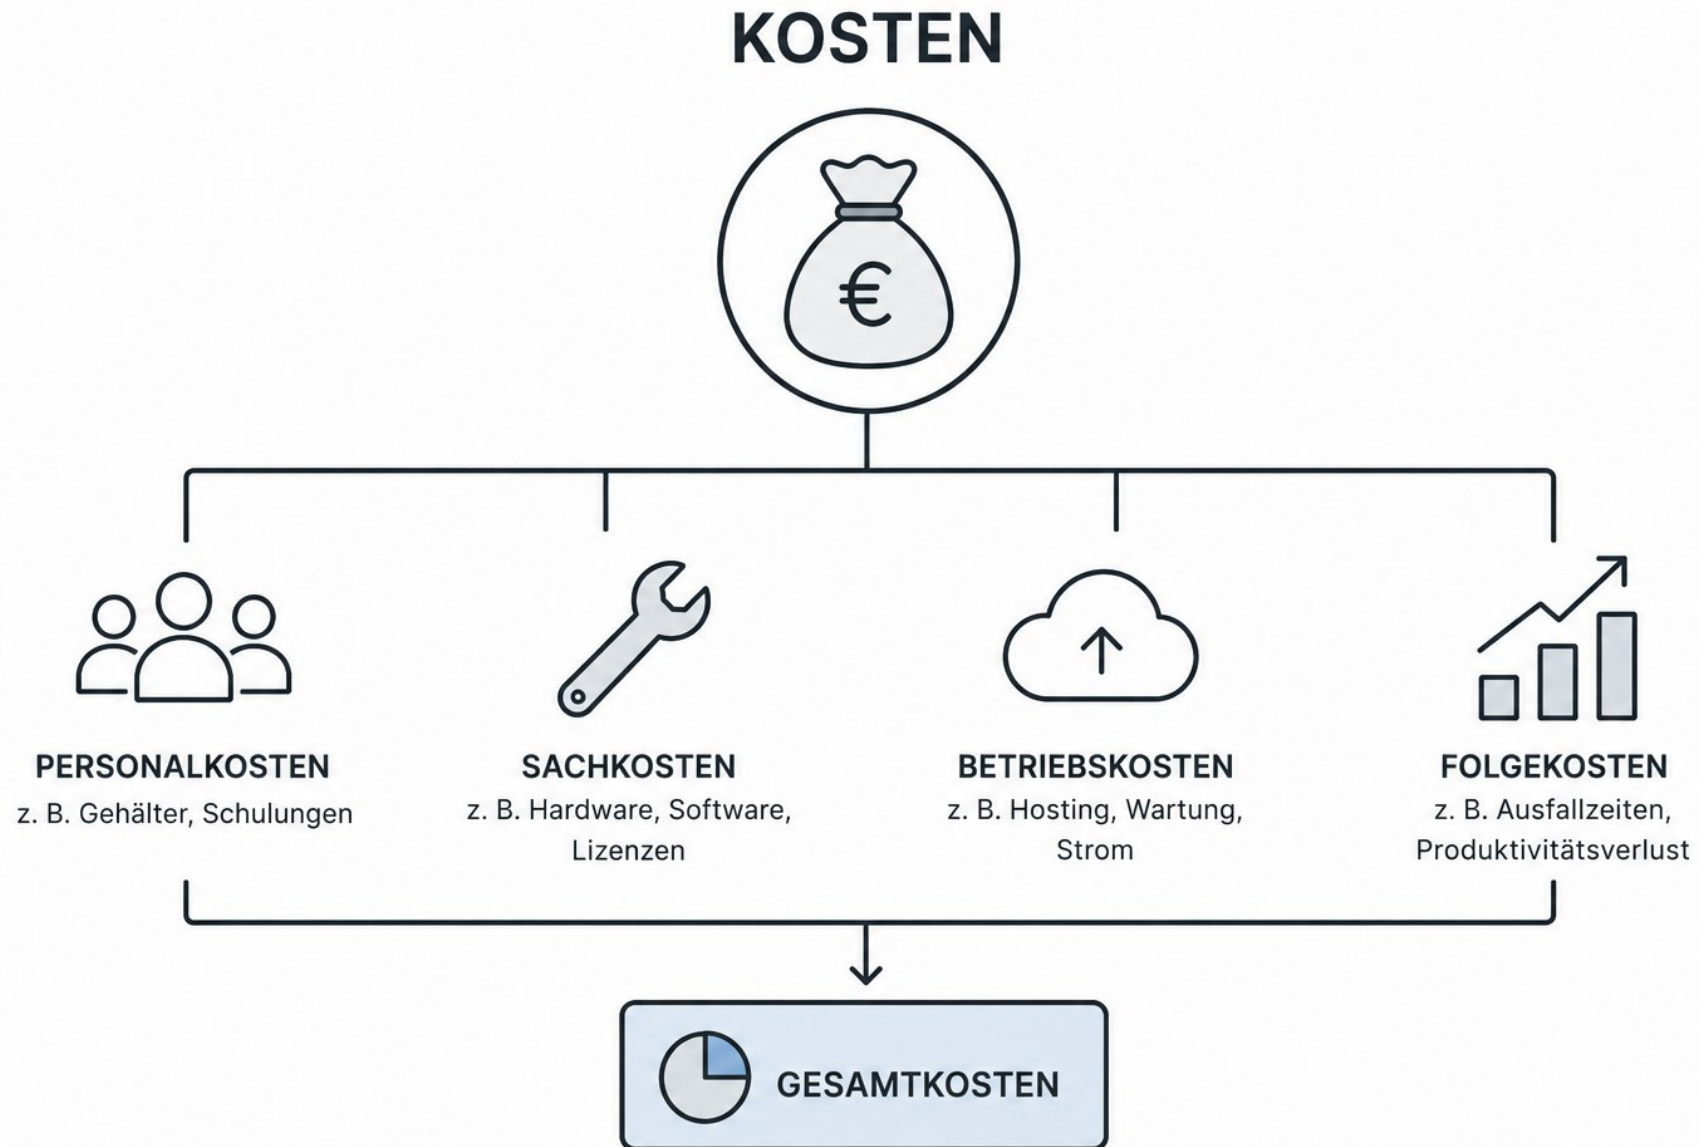 KOSTEN
€
PERSONALKOSTEN
z. B. Gehälter, Schulungen
SACHKOSTEN
z. B. Hardware, Software,
Lizenzen
BETRIEBSKOSTEN
z. B. Hosting, Wartung,
Strom
FOLGEKOSTEN
z. B. Ausfallzeiten,
Produktivitätsverlust
GESAMTKOSTEN